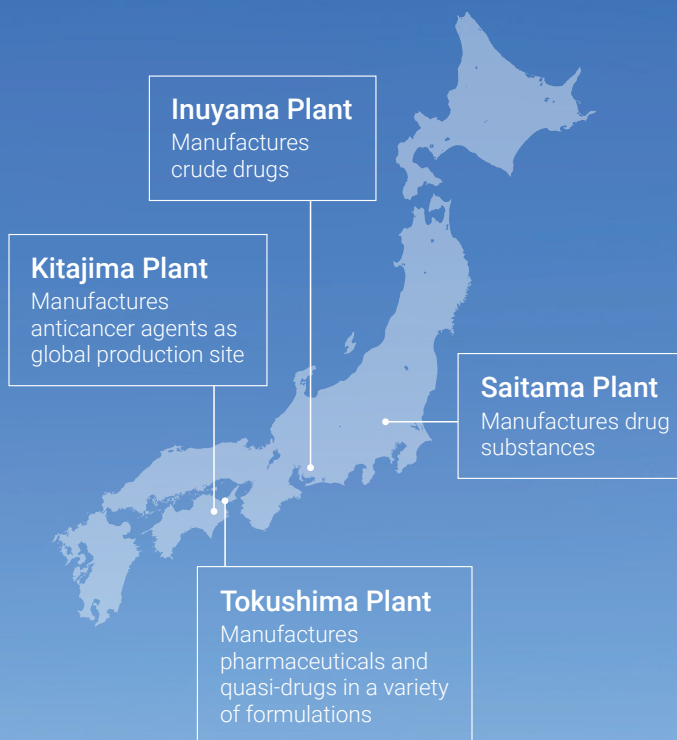 Inuyama Plant
Manufactures
crude drugs
Kitajima Plant
Manufactures
anticancer agents as
global production site
Saitama Plant
Manufactures drug
substances
Tokushima Plant
Manufactures
pharmaceuticals and
quasi-drugs in a variety
of formulations